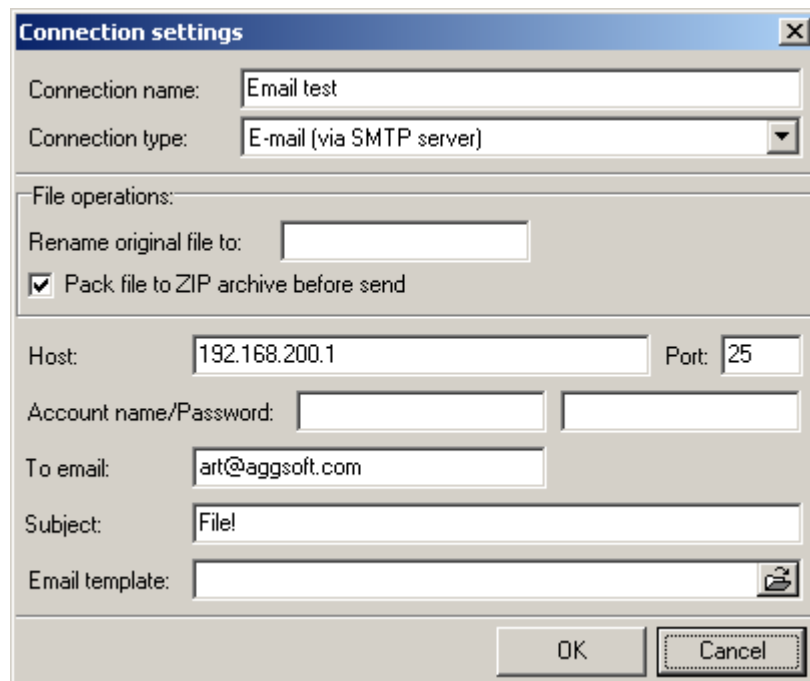 Connection settings
Connection name: Email test
Connection type: E-mail (via SMTP server)
File operations:
Rename original file to:
Pack file to ZIP archive before send
Host: 192.168.200.1 Port: 25
Account name/Password:
To email: art@aggsoft.com
Subject: File!
Email template:
OK Cancel